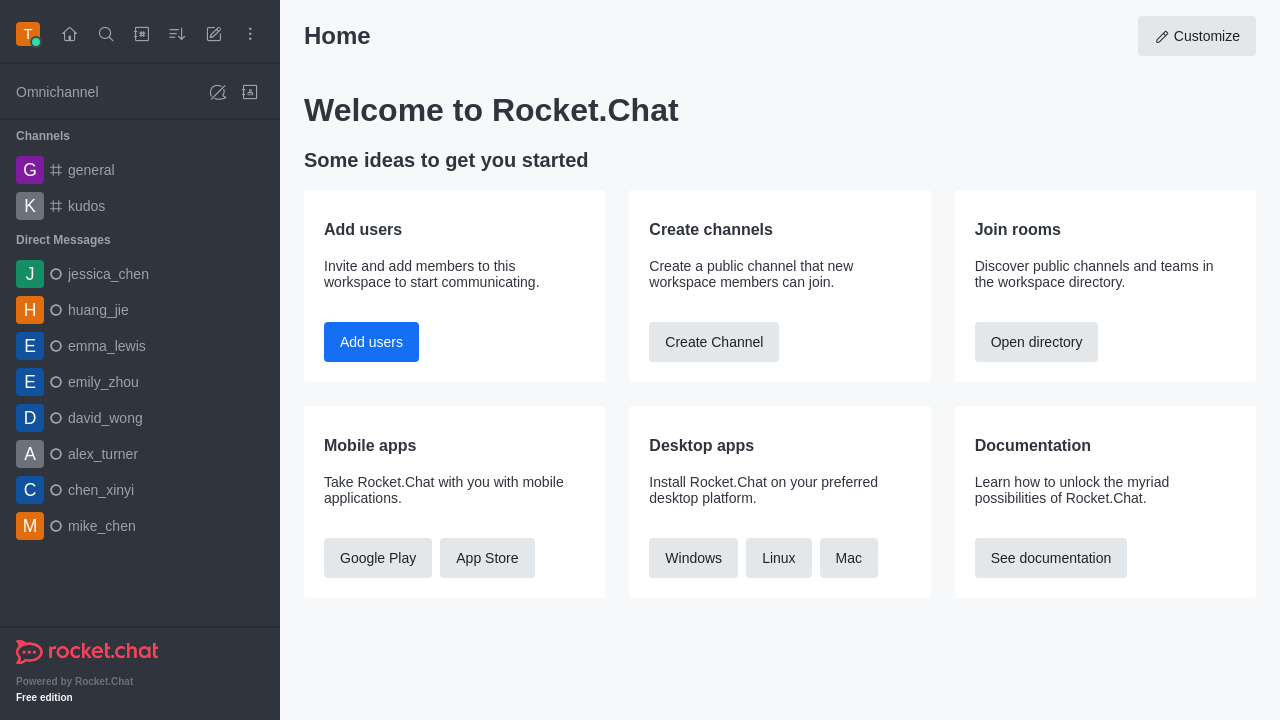 T
Omnichannel
Channels
G general
K kudos
Direct Messages
J jessica_chen
H huang_jie
E emma_lewis
E emily_zhou
D david_wong
A alex_turner
C chen_xinyi
M mike_chen
rocket.chat
Powered by Rocket.Chat
Free edition
Home
Customize
Welcome to Rocket.Chat
Some ideas to get you started
Add users
Invite and add members to this
workspace to start communicating.
Add users
Create channels
Create a public channel that new
workspace members can join.
Create Channel
Join rooms
Discover public channels and teams in
the workspace directory.
Open directory
Mobile apps
Take Rocket.Chat with you with mobile
applications.
Google Play App Store
Desktop apps
Install Rocket.Chat on your preferred
desktop platform.
Windows Linux Mac
Documentation
Learn how to unlock the myriad
possibilities of Rocket.Chat.
See documentation